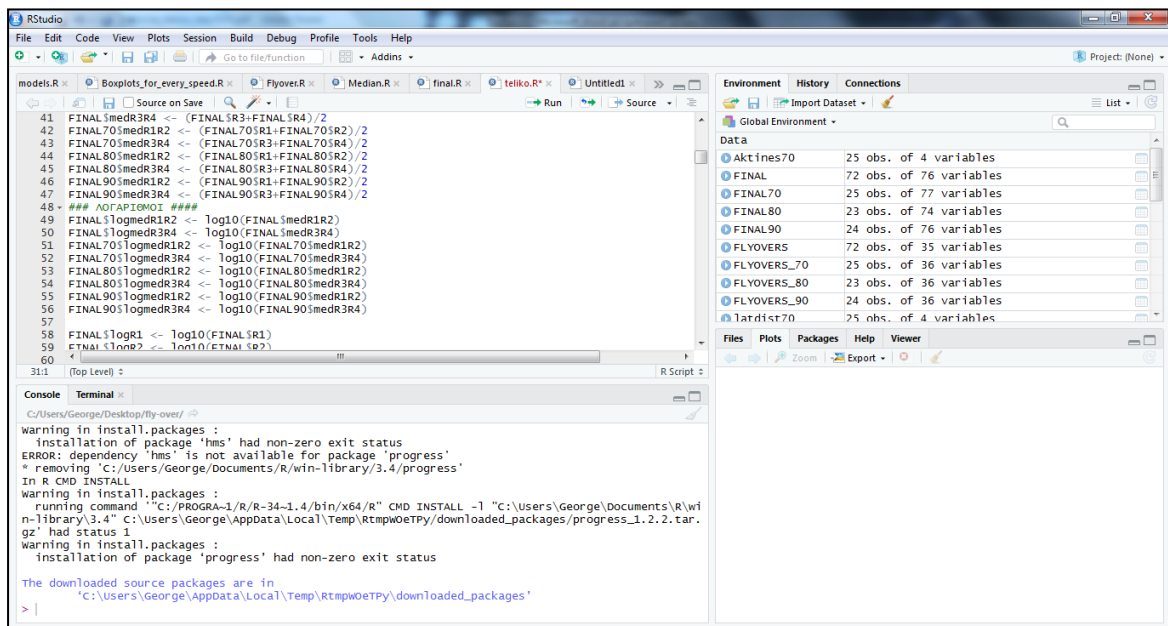 RStudio
File Edit Code View Plots Session Build Debug Profile Tools Help
Go to file/function Addins Project: (None)
models.R Boxplots_for_every_speed.R Flyover.R Median.R final.R teliko.R* Untitled1
Source on Save Run Source
41 FINAL$medR3R4 <- (FINAL$R3+FINAL$R4)/2
42 FINAL70$medR1R2 <- (FINAL70$R1+FINAL70$R2)/2
43 FINAL70$medR3R4 <- (FINAL70$R3+FINAL70$R4)/2
44 FINAL80$medR1R2 <- (FINAL80$R1+FINAL80$R2)/2
45 FINAL80$medR3R4 <- (FINAL80$R3+FINAL80$R4)/2
46 FINAL90$medR1R2 <- (FINAL90$R1+FINAL90$R2)/2
47 FINAL90$medR3R4 <- (FINAL90$R3+FINAL90$R4)/2
48 ### ΛΟΓΑΡΙΘΜΟΙ ####
49 FINAL$logmedR1R2 <- log10(FINAL$medR1R2)
50 FINAL$logmedR3R4 <- log10(FINAL$medR3R4)
51 FINAL70$logmedR1R2 <- log10(FINAL70$medR1R2)
52 FINAL70$logmedR3R4 <- log10(FINAL70$medR3R4)
53 FINAL80$logmedR1R2 <- log10(FINAL80$medR1R2)
54 FINAL80$logmedR3R4 <- log10(FINAL80$medR3R4)
55 FINAL90$logmedR1R2 <- log10(FINAL90$medR1R2)
56 FINAL90$logmedR3R4 <- log10(FINAL90$medR3R4)
57
58 FINAL$logR1 <- log10(FINAL$R1)
59 FINAL$logR2 <- log10(FINAL$R2)
60
31:1 (Top Level) R Script
Console Terminal
C:/Users/George/Desktop/fly-over/
Warning in install.packages :
installation of package 'hms' had non-zero exit status
ERROR: dependency 'hms' is not available for package 'progress'
* removing 'C:/Users/George/Documents/R/win-library/3.4/progress'
In R CMD INSTALL
Warning in install.packages :
running command '"C:/PROGRA~1/R/R-34~1.4/bin/x64/R" CMD INSTALL -l "C:\Users\George\Documents\R\wi
n-library\3.4" C:\Users\George\AppData\Local\Temp\RtmpWOeTPy/downloaded_packages/progress_1.2.2.tar.
gz' had status 1
Warning in install.packages :
installation of package 'progress' had non-zero exit status
The downloaded source packages are in
'C:\Users\George\AppData\Local\Temp\RtmpWOeTPy\downloaded_packages'
>
Environment History Connections
Import Dataset List
Global Environment
Data
Aktines70 25 obs. of 4 variables
FINAL 72 obs. of 76 variables
FINAL70 25 obs. of 77 variables
FINAL80 23 obs. of 74 variables
FINAL90 24 obs. of 76 variables
FLYOVERS 72 obs. of 35 variables
FLYOVERS_70 25 obs. of 36 variables
FLYOVERS_80 23 obs. of 36 variables
FLYOVERS_90 24 obs. of 36 variables
latdist70 25 obs. of 4 variables
Files Plots Packages Help Viewer
Zoom Export